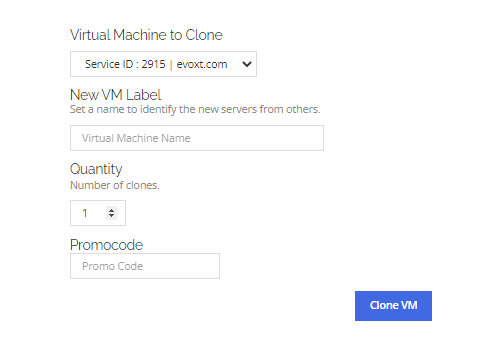 Virtual Machine to Clone
Service ID : 2915 | evoxt.com
New VM Label
Set a name to identify the new servers from others.
Virtual Machine Name
Quantity
Number of clones.
1
Promocode
Promo Code
Clone VM